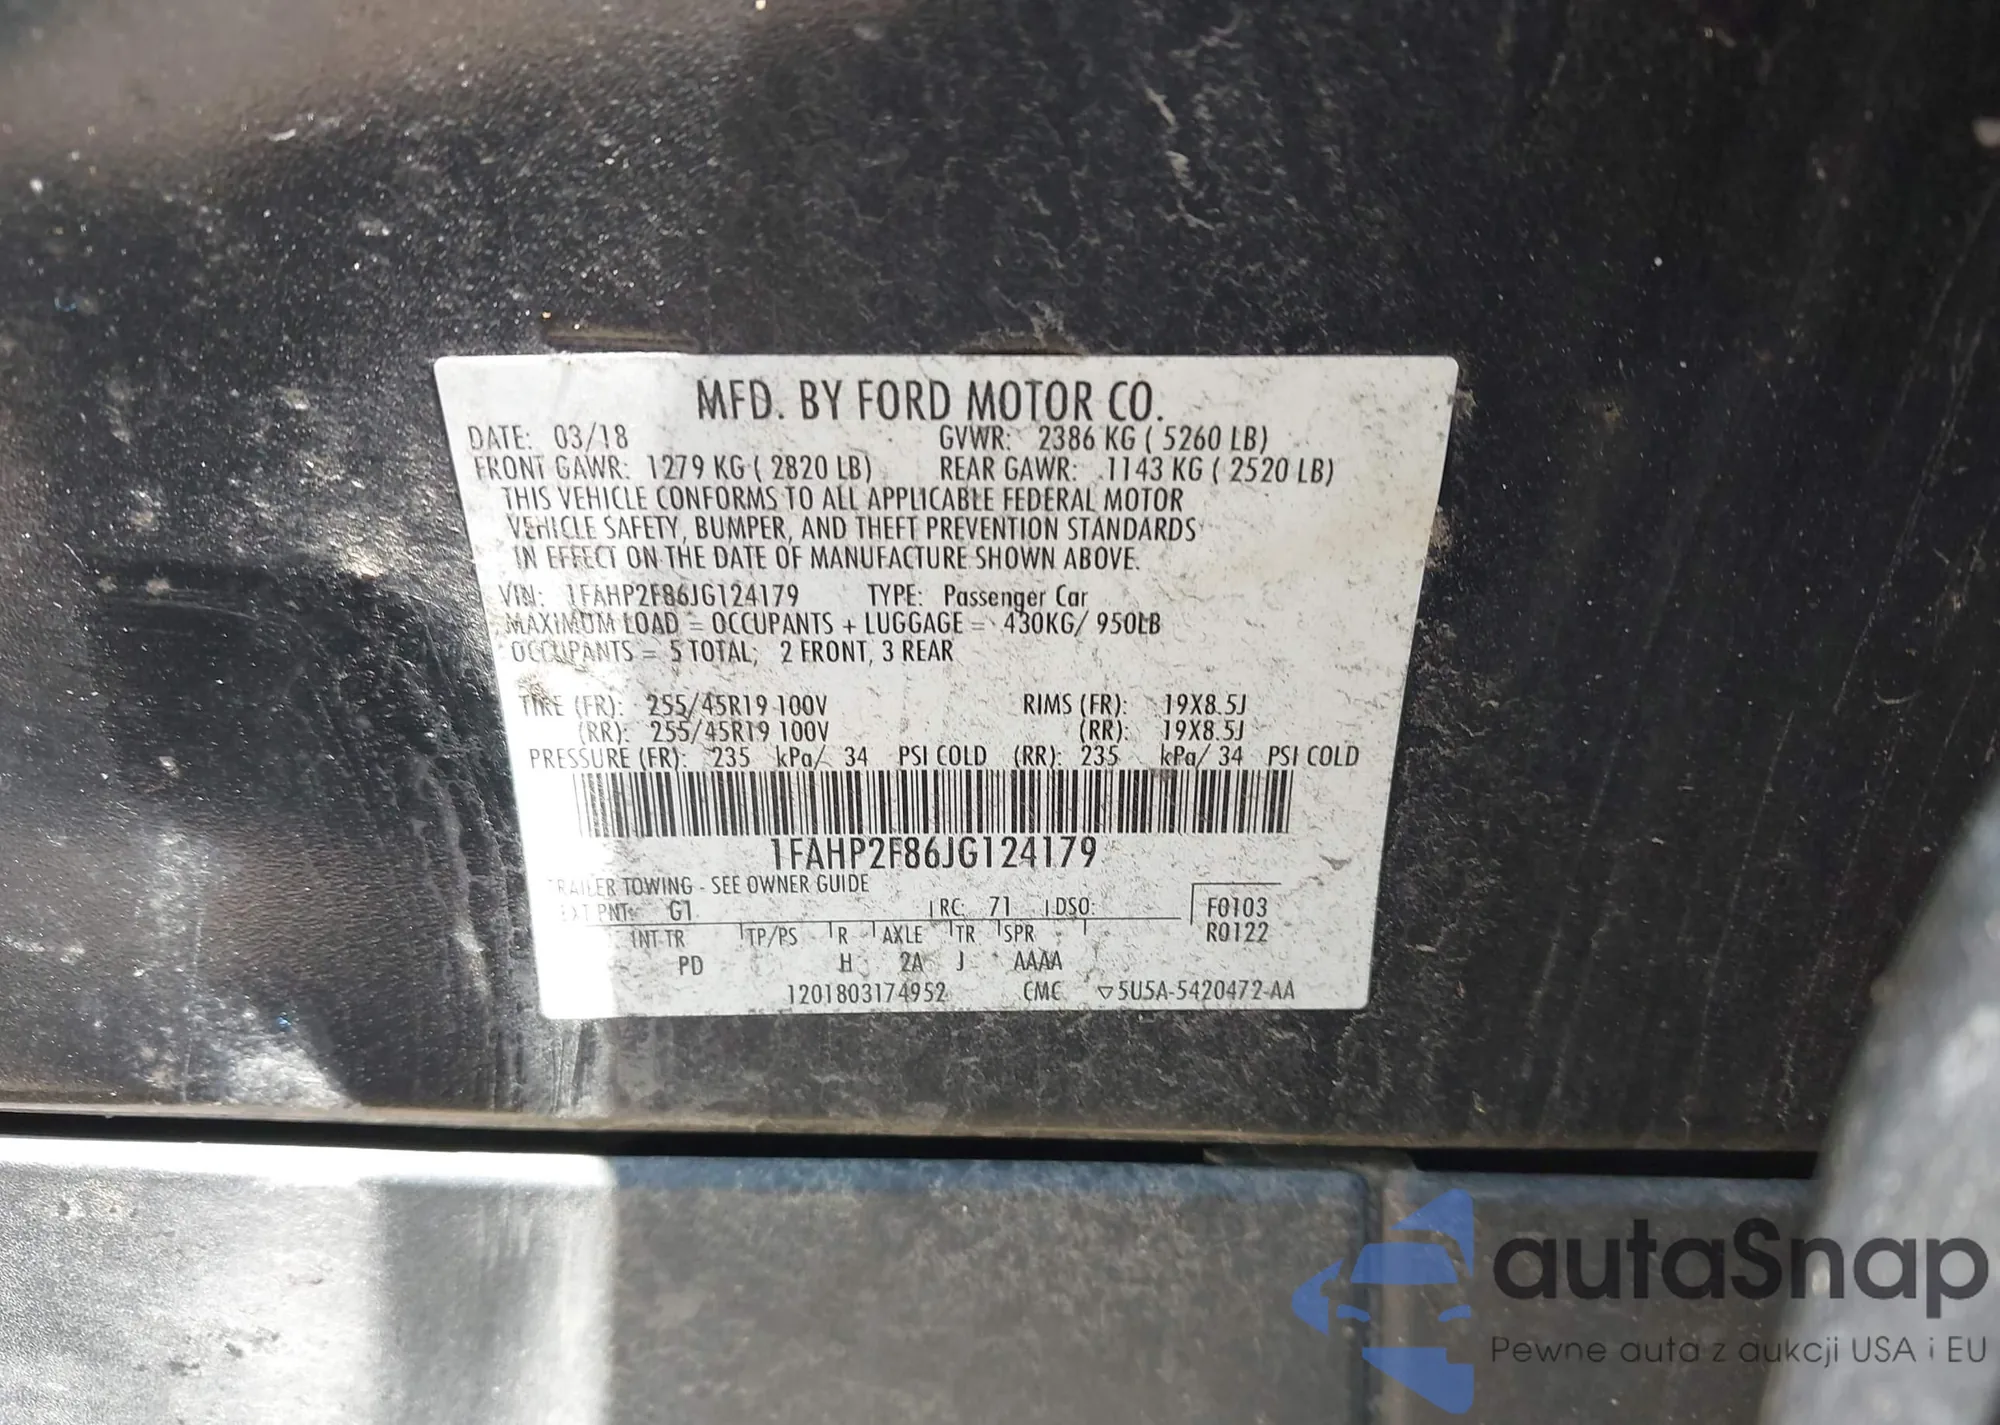 MFD. BY FORD MOTOR CO.
DATE: 03/18 GVWR: 2386 KG ( 5260 LB)
FRONT GAWR: 1279 KG ( 2820 LB) REAR GAWR: 1143 KG ( 2520 LB)
THIS VEHICLE CONFORMS TO ALL APPLICABLE FEDERAL MOTOR
VEHICLE SAFETY, BUMPER, AND THEFT PREVENTION STANDARDS
IN EFFECT ON THE DATE OF MANUFACTURE SHOWN ABOVE.
VIN: 1FAHP2F86JG124179 TYPE: Passenger Car
MAXIMUM LOAD = OCCUPANTS + LUGGAGE = 430KG/ 950LB
OCCUPANTS = 5 TOTAL; 2 FRONT, 3 REAR
TIRE (FR): 255/45R19 100V RIMS (FR): 19X8.5J
(RR): 255/45R19 100V (RR): 19X8.5J
PRESSURE (FR): 235 kPa/ 34 PSI COLD (RR): 235 kPa/ 34 PSI COLD
1FAHP2F86JG124179
TRAILER TOWING - SEE OWNER GUIDE
EXT PNT: G1 RC: 71 DSO: F0103
INT TR TP/PS R AXLE TR SPR R0122
PD H 2A J AAAA
1201803174952 CMC ▽5U5A-5420472-AA
autaSnap
Pewne auta z aukcji USA i EU